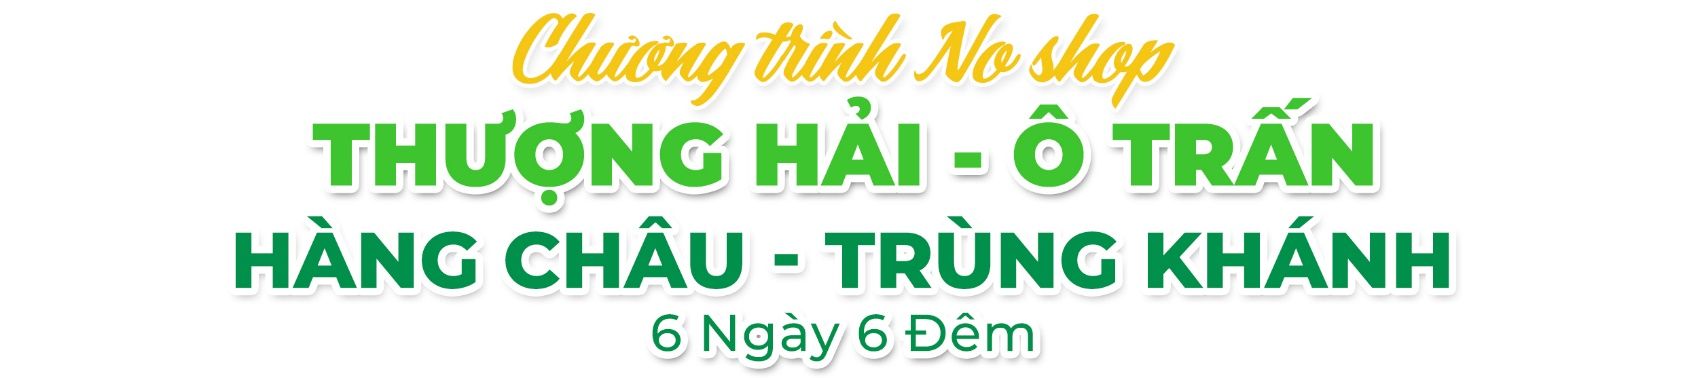 Chương trình No shop
THƯỢNG HẢI - Ô TRẤN
HÀNG CHÂU - TRÙNG KHÁNH
6 Ngày 6 Đêm